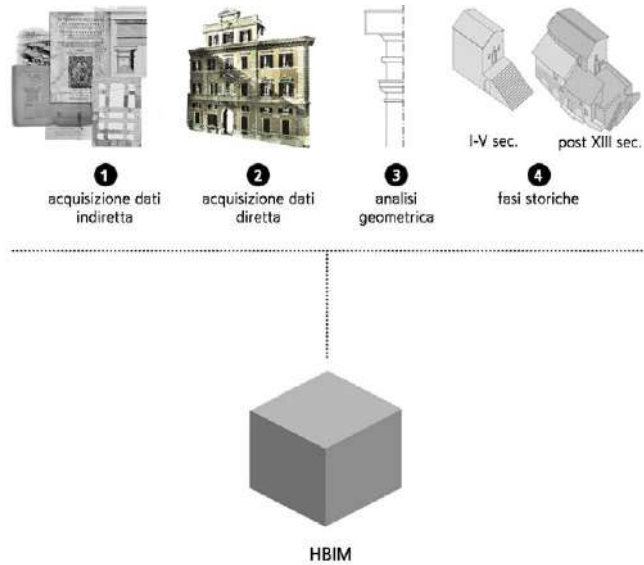 I-V sec.
post XIII sec.
1
acquisizione dati
indiretta
2
acquisizione dati
diretta
3
analisi
geometrica
4
fasi storiche
HBIM